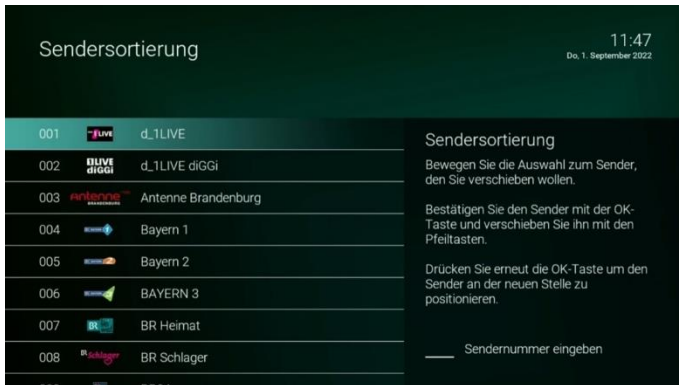 Sendersortierung
11:47
Do, 1. September 2022
001 1LIVE d_1LIVE
002 1LIVE diGGi d_1LIVE diGGi
003 Antenne BRANDENBURG Antenne Brandenburg
004 Bayern 1
005 Bayern 2
006 BAYERN 3
007 BR BR Heimat
008 BR Schlager BR Schlager
Sendersortierung
Bewegen Sie die Auswahl zum Sender,
den Sie verschieben wollen.
Bestätigen Sie den Sender mit der OK-
Taste und verschieben Sie ihn mit den
Pfeiltasten.
Drücken Sie erneut die OK-Taste um den
Sender an der neuen Stelle zu
positionieren.
Sendernummer eingeben